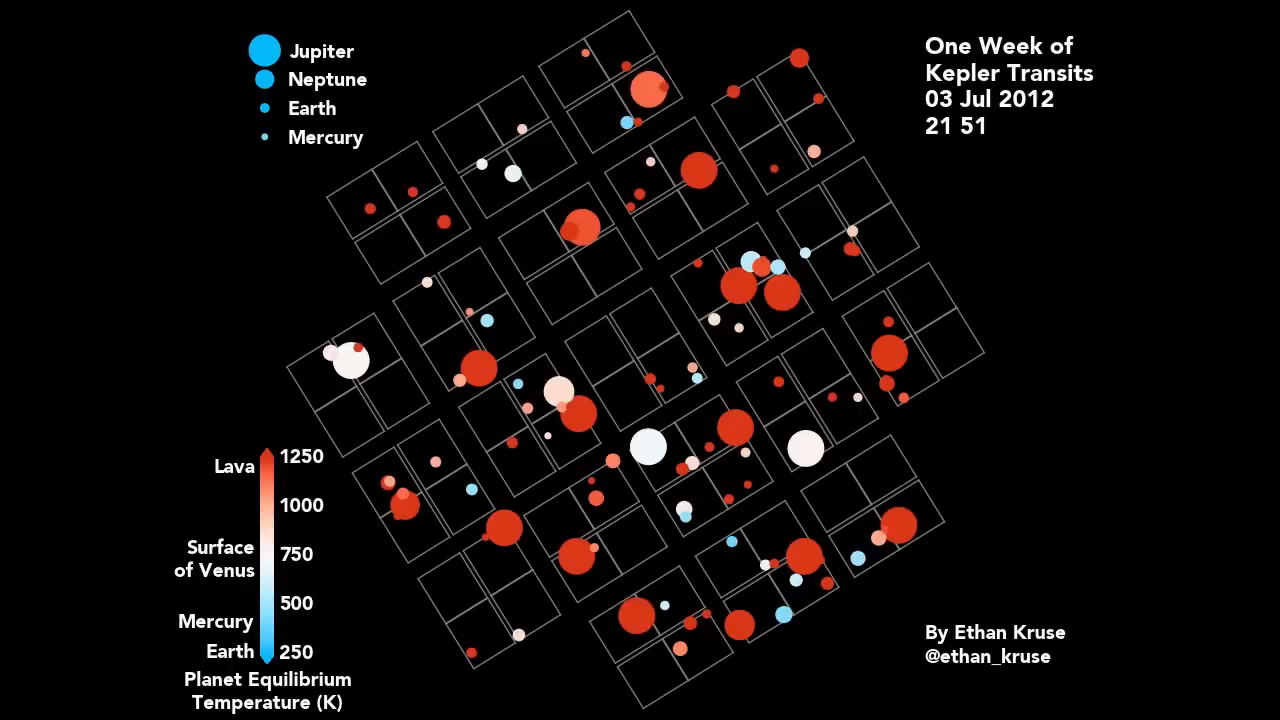 Jupiter
Neptune
Earth
Mercury
One Week of
Kepler Transits
03 Jul 2012
21 51
Lava
1250
1000
Surface
of Venus
750
500
Mercury
Earth
250
Planet Equilibrium
Temperature (K)
By Ethan Kruse
@ethan_kruse